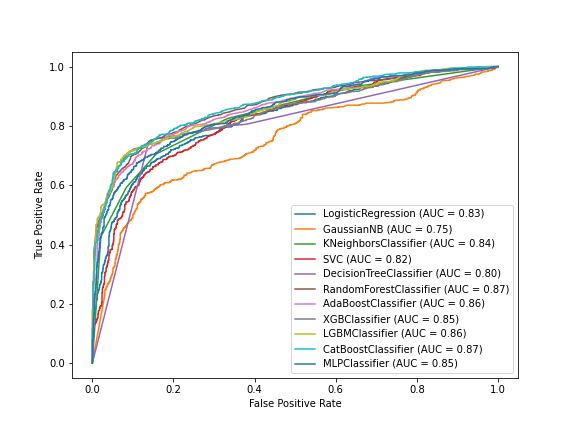 1.0
0.8
0.6
0.4
0.2
0.0
True Positive Rate
LogisticRegression (AUC = 0.83)
GaussianNB (AUC = 0.75)
KNeighborsClassifier (AUC = 0.84)
SVC (AUC = 0.82)
DecisionTreeClassifier (AUC = 0.80)
RandomForestClassifier (AUC = 0.87)
AdaBoostClassifier (AUC = 0.86)
XGBClassifier (AUC = 0.85)
LGBMClassifier (AUC = 0.86)
CatBoostClassifier (AUC = 0.87)
MLPClassifier (AUC = 0.85)
0.0 0.2 0.4 0.6 0.8 1.0
False Positive Rate